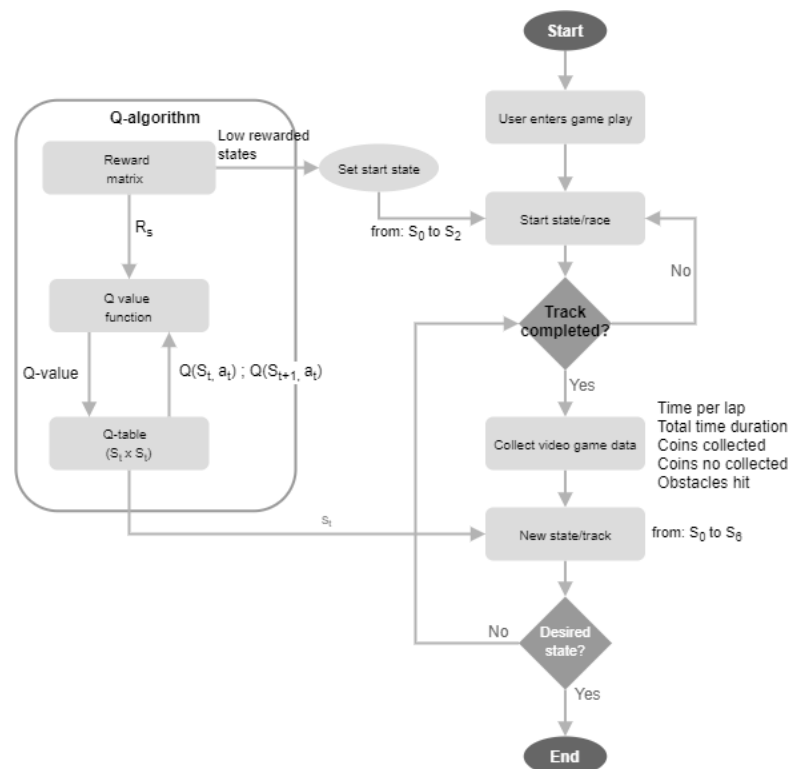 Start
User enters game play
Q-algorithm
Low rewarded
states
Reward
matrix
Set start state
Start state/race
from: S₀ to S₂
Rₛ
No
Q value
function
Track
completed?
Q-value
Q(Sₜ, aₜ) ; Q(Sₜ₊₁, aₜ)
Yes
Time per lap
Total time duration
Coins collected
Coins no collected
Obstacles hit
Q-table
(Sₜ x Sₜ)
Collect video game data
Sₜ
New state/track
from: S₀ to S₆
No
Desired
state?
Yes
End